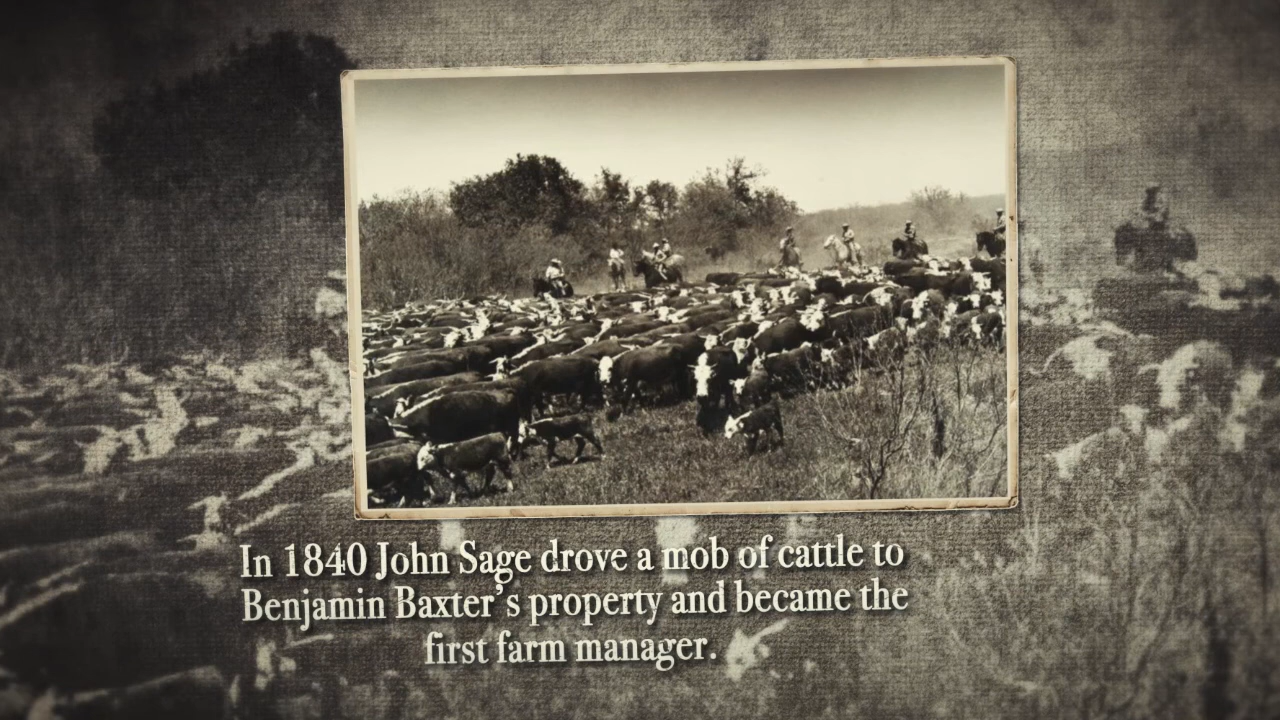 In 1840 John Sage drove a mob of cattle to
Benjamin Baxter's property and became the
first farm manager.